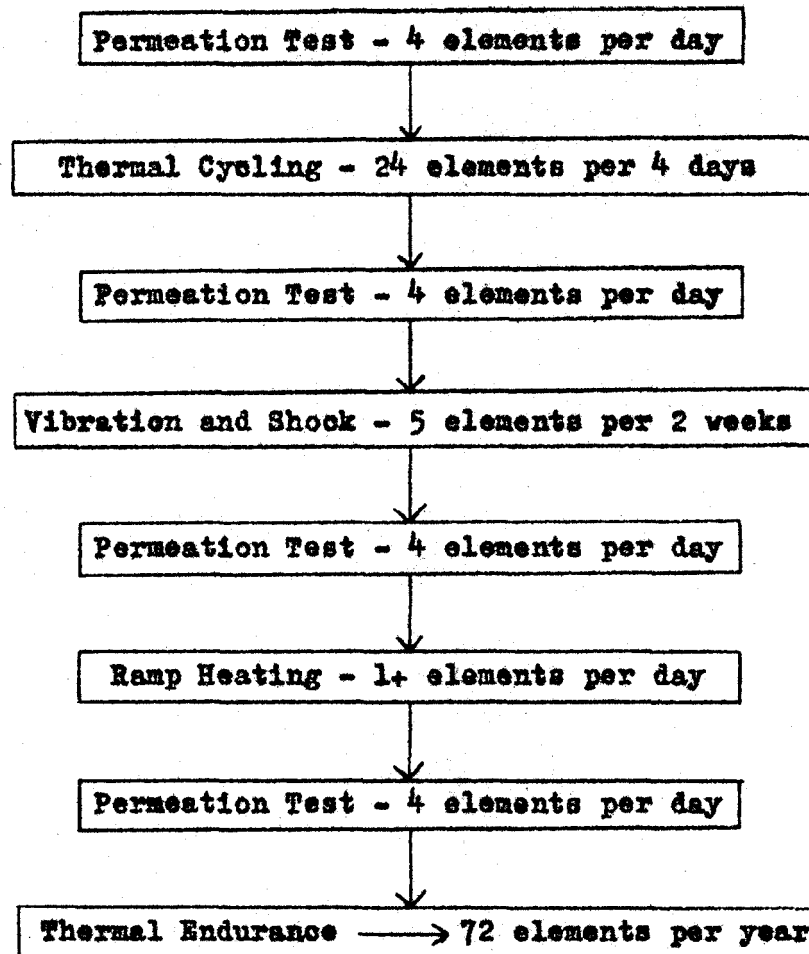 Permeation Test - 4 elements per day
Thermal Cycling - 24 elements per 4 days
Permeation Test - 4 elements per day
Vibration and Shock - 5 elements per 2 weeks
Permeation Test - 4 elements per day
Ramp Heating - 1+ elements per day
Permeation Test - 4 elements per day
Thermal Endurance ⟶ 72 elements per year